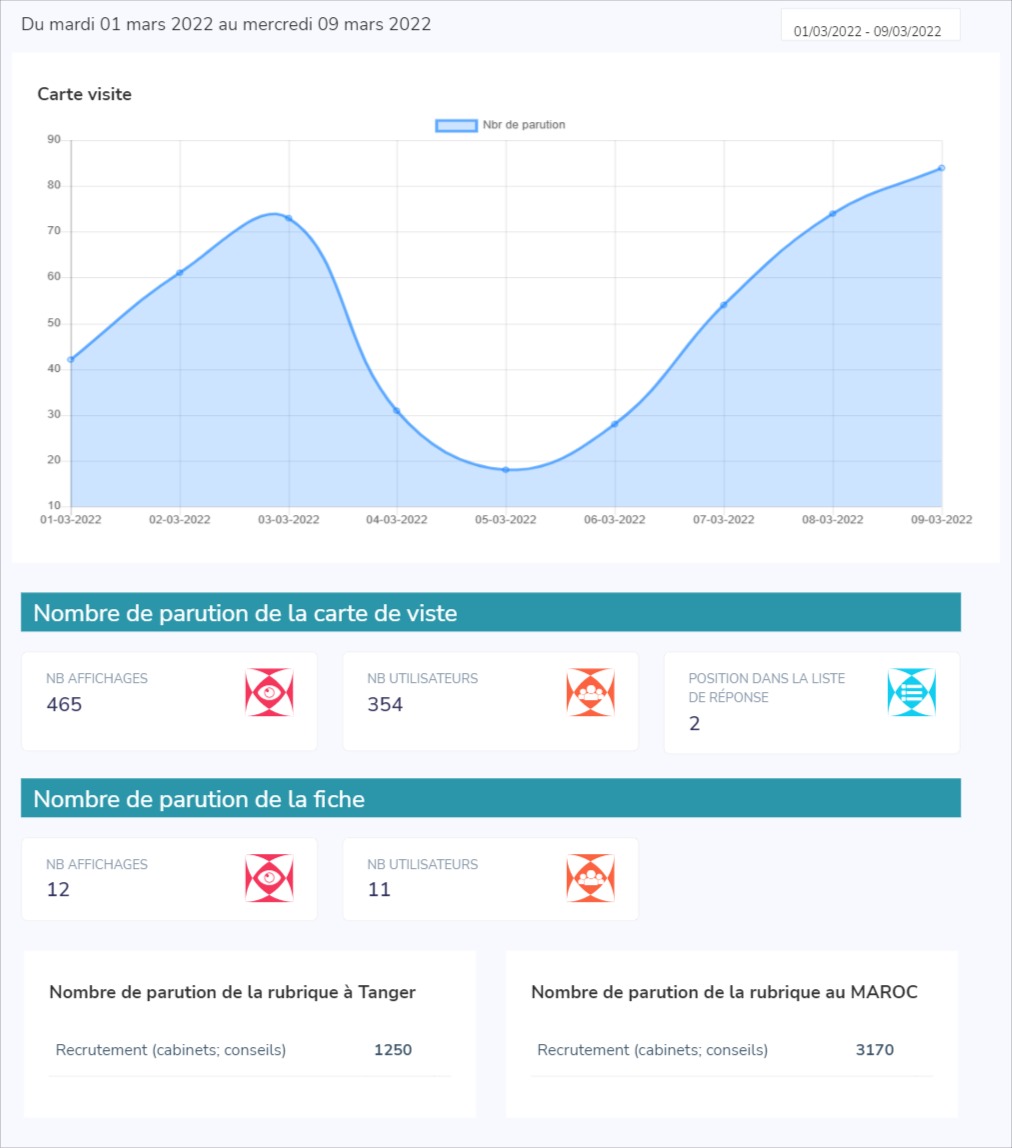 Du mardi 01 mars 2022 au mercredi 09 mars 2022
01/03/2022 - 09/03/2022
Carte visite
Nbr de parution
90
80
70
60
50
40
30
20
10
01-03-2022 02-03-2022 03-03-2022 04-03-2022 05-03-2022 06-03-2022 07-03-2022 08-03-2022 09-03-2022
Nombre de parution de la carte de viste
NB AFFICHAGES
465
NB UTILISATEURS
354
POSITION DANS LA LISTE
DE RÉPONSE
2
Nombre de parution de la fiche
NB AFFICHAGES
12
NB UTILISATEURS
11
Nombre de parution de la rubrique à Tanger
Recrutement (cabinets; conseils) 1250
Nombre de parution de la rubrique au MAROC
Recrutement (cabinets; conseils) 3170